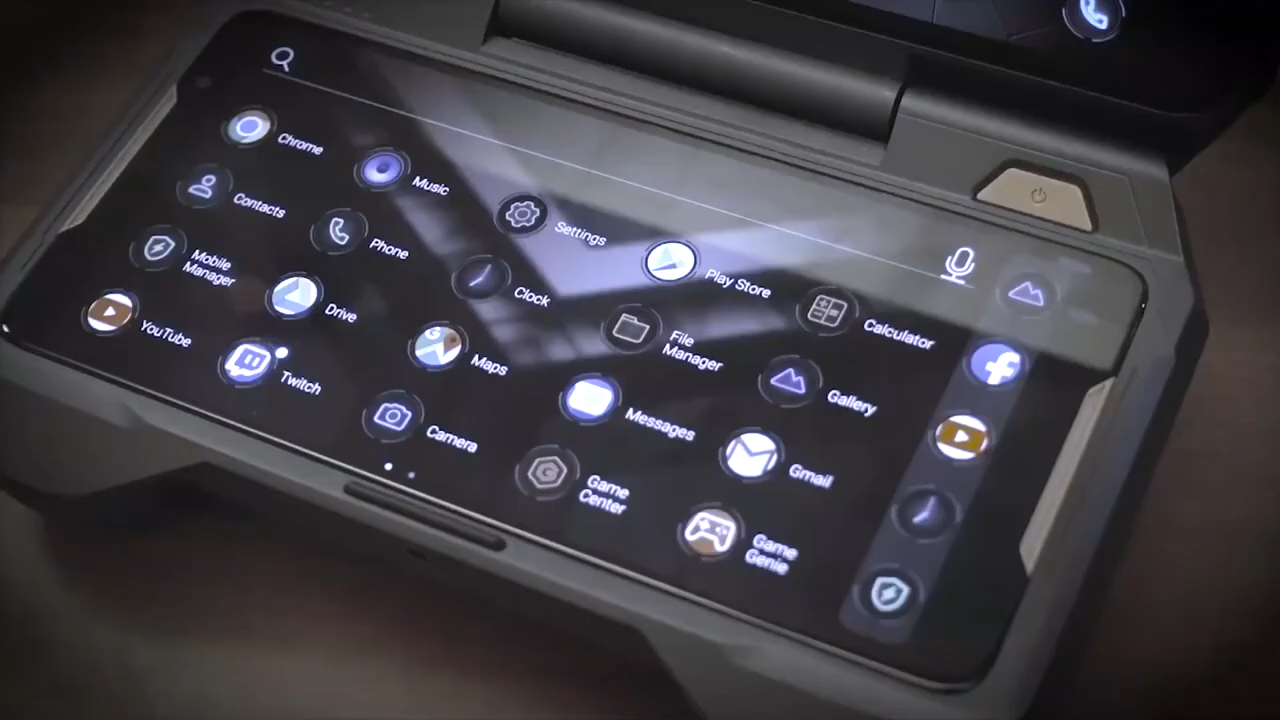 Chrome
Music
Settings
Play Store
Calculator
Contacts
Phone
Clock
File
Manager
Gallery
Mobile
Manager
Drive
Maps
Messages
Gmail
YouTube
Twitch
Camera
Game
Center
Game
Genie